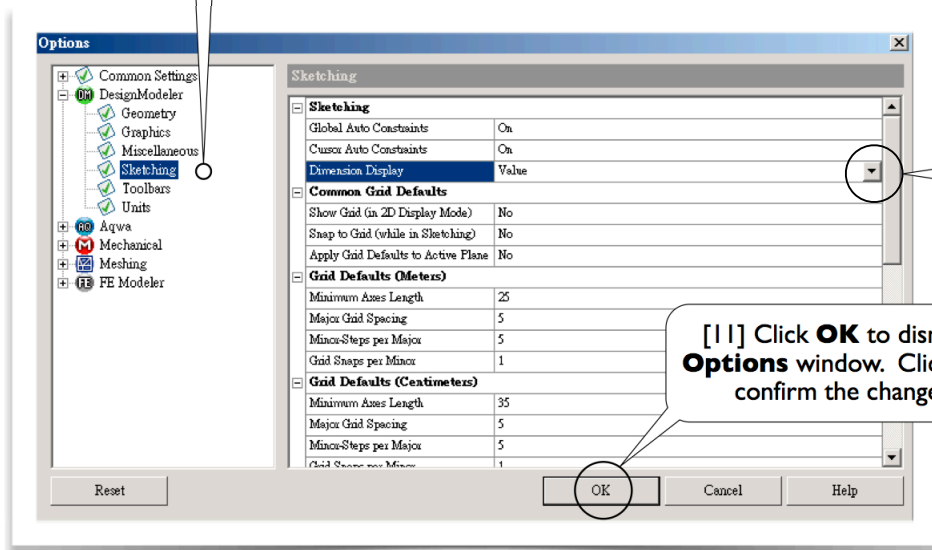 Options
Common Settings
DesignModeler
Geometry
Graphics
Miscellaneous
Sketching
Toolbars
Units
Aqwa
Mechanical
Meshing
FE Modeler
Sketching
Sketching
Global Auto Constraints On
Cursor Auto Constraints On
Dimension Display Value
Common Grid Defaults
Show Grid (in 2D Display Mode) No
Snap to Grid (while in Sketching) No
Apply Grid Defaults to Active Plane No
Grid Defaults (Meters)
Minimum Axes Length 25
Major Grid Spacing 5
Minor-Steps per Major 5
Grid Snaps per Minor 1
Grid Defaults (Centimeters)
Minimum Axes Length 35
Major Grid Spacing 5
Minor-Steps per Major 5
Grid Snaps per Minor 1
[11] Click OK to
Options window.
confirm the change
Reset OK Cancel Help